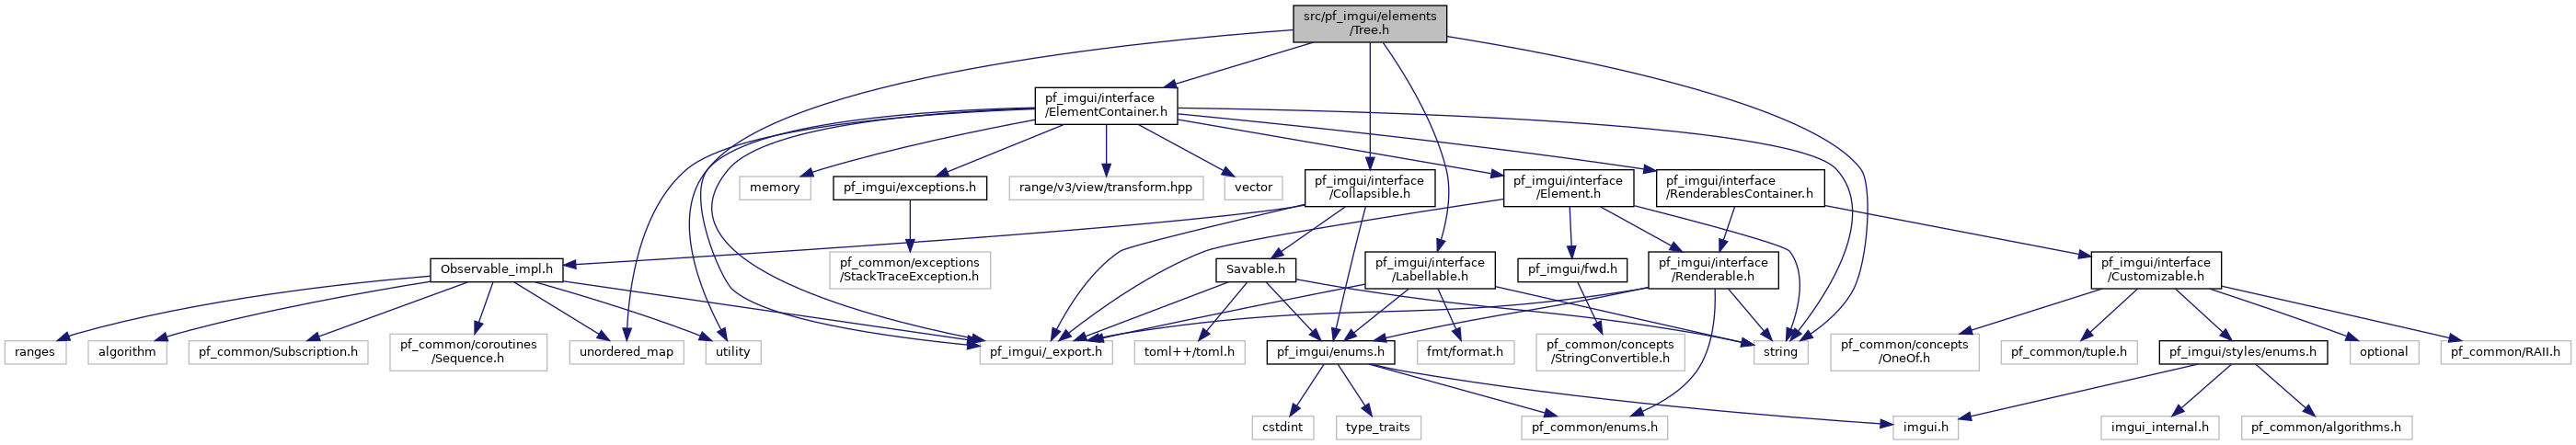 src/pf_imgui/elements
/Tree.h
pf_imgui/interface
/ElementContainer.h
memory
pf_imgui/exceptions.h
range/v3/view/transform.hpp
vector
pf_imgui/interface
/Collapsible.h
pf_imgui/interface
/Element.h
pf_imgui/interface
/RenderablesContainer.h
Observable_impl.h
pf_common/exceptions
/StackTraceException.h
Savable.h
pf_imgui/interface
/Labellable.h
pf_imgui/fwd.h
pf_imgui/interface
/Renderable.h
pf_imgui/interface
/Customizable.h
ranges
algorithm
pf_common/Subscription.h
pf_common/coroutines
/Sequence.h
unordered_map
utility
pf_imgui/_export.h
toml++/toml.h
pf_imgui/enums.h
fmt/format.h
pf_common/concepts
/StringConvertible.h
string
pf_common/concepts
/OneOf.h
pf_common/tuple.h
pf_imgui/styles/enums.h
optional
pf_common/RAII.h
cstdint
type_traits
pf_common/enums.h
imgui.h
imgui_internal.h
pf_common/algorithms.h